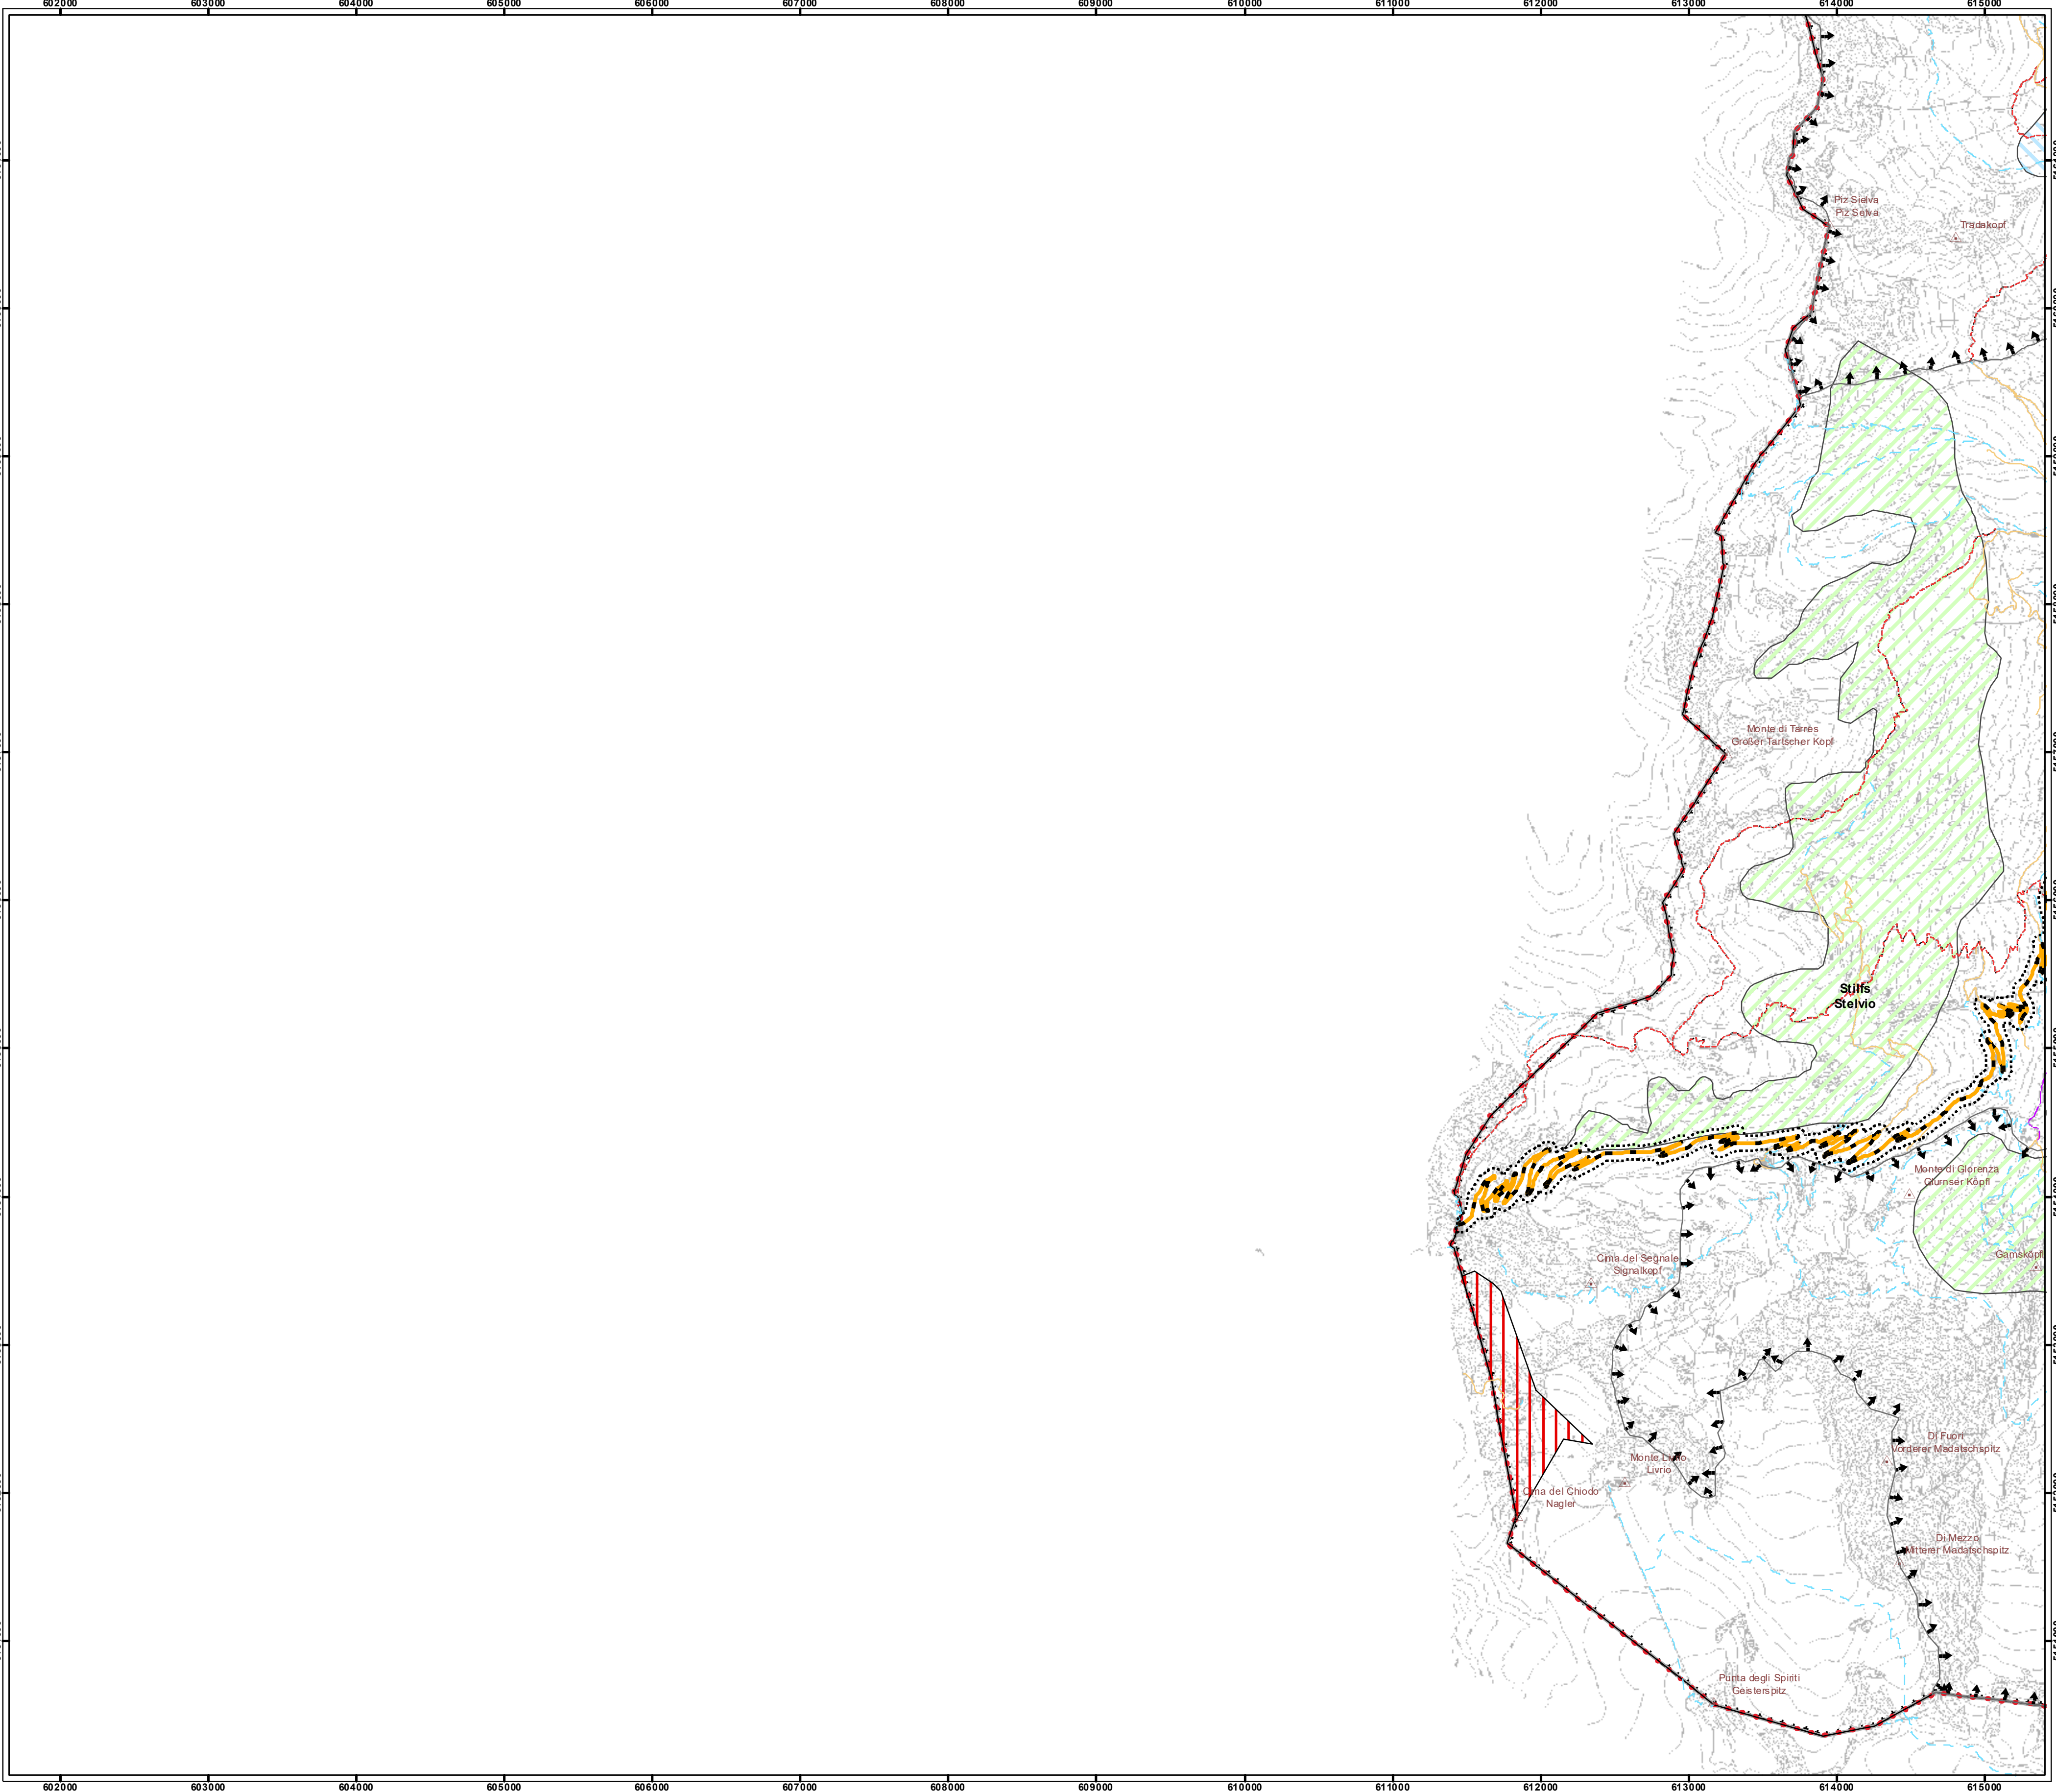 602000 603000 604000 605000 606000 607000 608000 609000 610000 611000 612000 613000 614000 615000
Piz Sielva
Piz Selva
Tradakopf
Monte di Tarres
Großer Tartscher Kopf
Stilfs
Stelvio
Monte di Glorenza
Glurnser Köpfl
Cima del Segnale
Signalkopf
Gamsköpfl
Di Fuori
Vorderer Madatschspitz
Monte Livrio
Livrio
Cima del Chiodo
Nagler
Di Mezzo
Mitterer Madatschspitz
Punta degli Spiriti
Geisterspitz
602000 603000 604000 605000 606000 607000 608000 609000 610000 611000 612000 613000 614000 615000